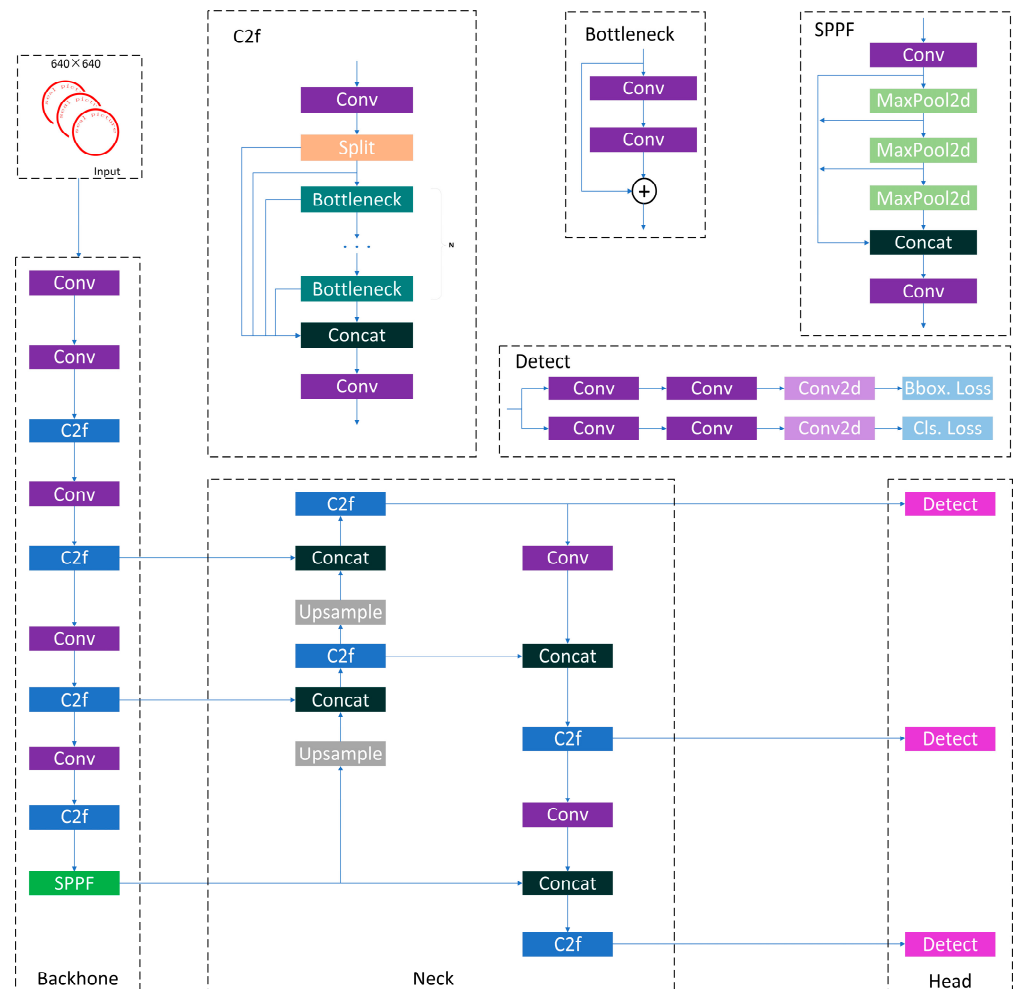 640×640
Real picture
Input
Conv
Conv
C2f
Conv
C2f
Conv
C2f
Conv
C2f
SPPF
Backhone
C2f
Conv
Split
Bottleneck
. . .
N
Bottleneck
Concat
Conv
Bottleneck
Conv
Conv
+
SPPF
Conv
MaxPool2d
MaxPool2d
MaxPool2d
Concat
Conv
Detect
Conv
Conv
Conv2d
Bbox. Loss
Conv
Conv
Conv2d
Cls. Loss
C2f
Concat
Upsample
C2f
Concat
Upsample
Conv
Concat
C2f
Conv
Concat
C2f
Neck
Detect
Detect
Detect
Head